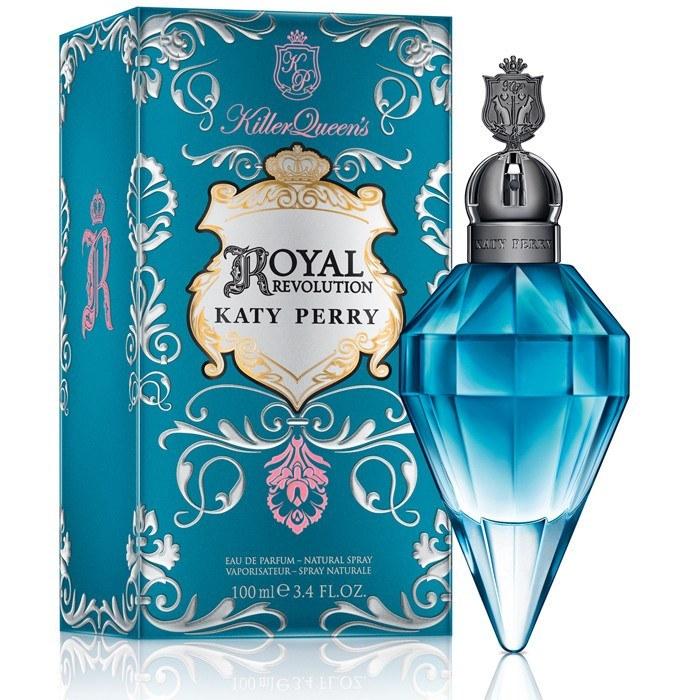 KP
Killer Queen's
ROYAL
REVOLUTION
KATY PERRY
R
EAU DE PARFUM – NATURAL SPRAY
VAPORISATEUR – SPRAY NATURALE
100 ml e 3.4 FL.OZ.
KP
KATY PERRY